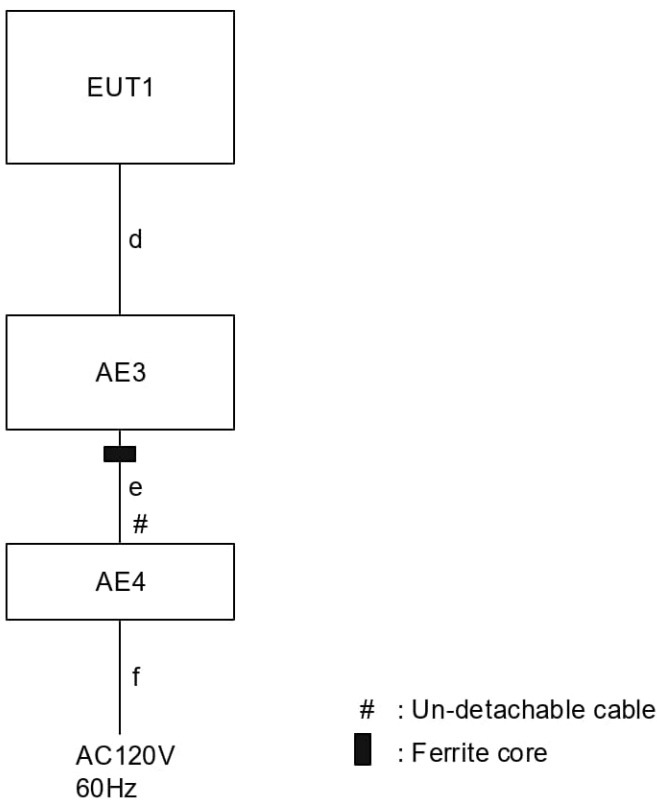 EUT1
d
AE3
e
#
AE4
f
AC120V
60Hz
# : Un-detachable cable
: Ferrite core